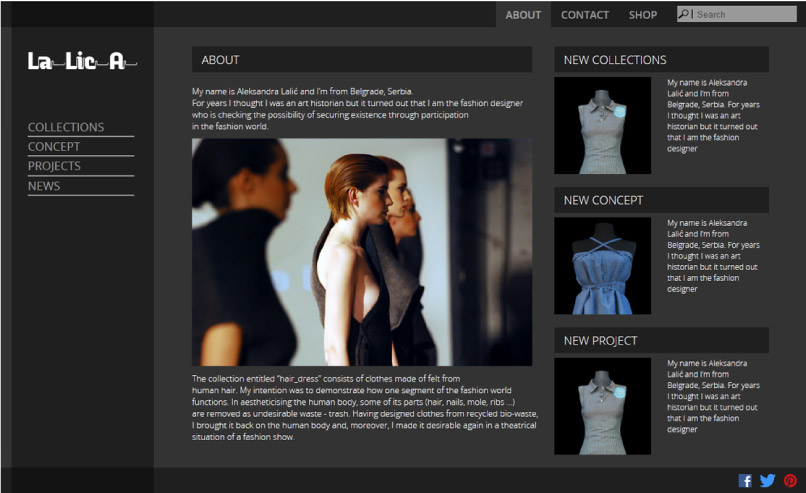 ABOUT CONTACT SHOP Search
La Lic A
COLLECTIONS
CONCEPT
PROJECTS
NEWS
ABOUT
My name is Aleksandra Lalić and I'm from Belgrade, Serbia.
For years I thought I was an art historian but it turned out that I am the fashion designer
who is checking the possibility of securing existence through participation
in the fashion world.
The collection entitled "hair_dress" consists of clothes made of felt from
human hair. My intention was to demonstrate how one segment of the fashion world
functions. In aestheticising the human body, some of its parts (hair, nails, mole, ribs ...)
are removed as undesirable waste - trash. Having designed clothes from recycled bio-waste,
I brought it back on the human body and, moreover, I made it desirable again in a theatrical
situation of a fashion show.
NEW COLLECTIONS
My name is Aleksandra
Lalić and I'm from
Belgrade, Serbia. For years
I thought I was an art
historian but it turned out
that I am the fashion
designer
NEW CONCEPT
My name is Aleksandra
Lalić and I'm from
Belgrade, Serbia. For years
I thought I was an art
historian but it turned out
that I am the fashion
designer
NEW PROJECT
My name is Aleksandra
Lalić and I'm from
Belgrade, Serbia. For years
I thought I was an art
historian but it turned out
that I am the fashion
designer